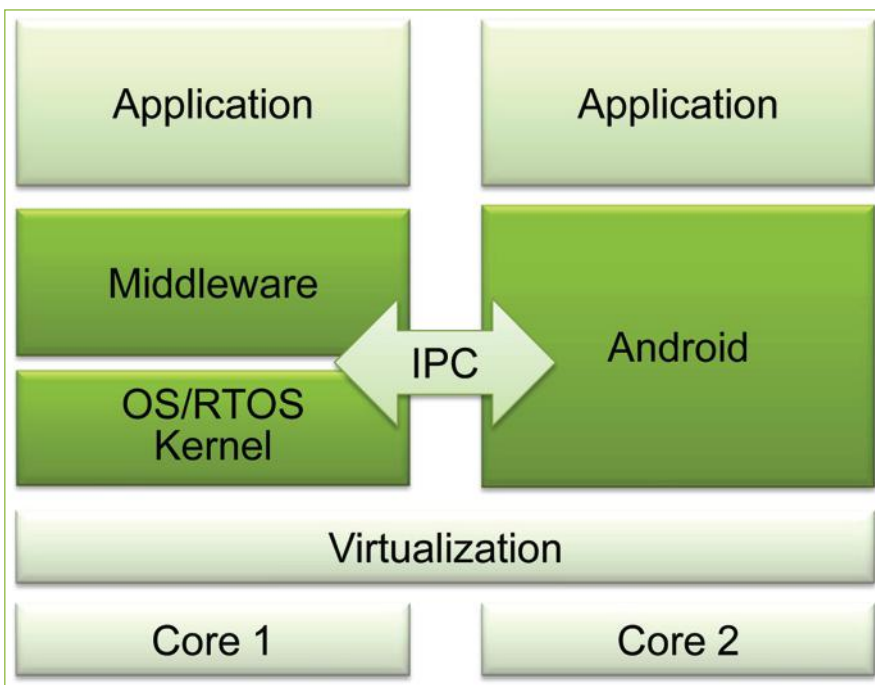 Application
Application
Middleware
IPC
Android
OS/RTOS
Kernel
Virtualization
Core 1
Core 2